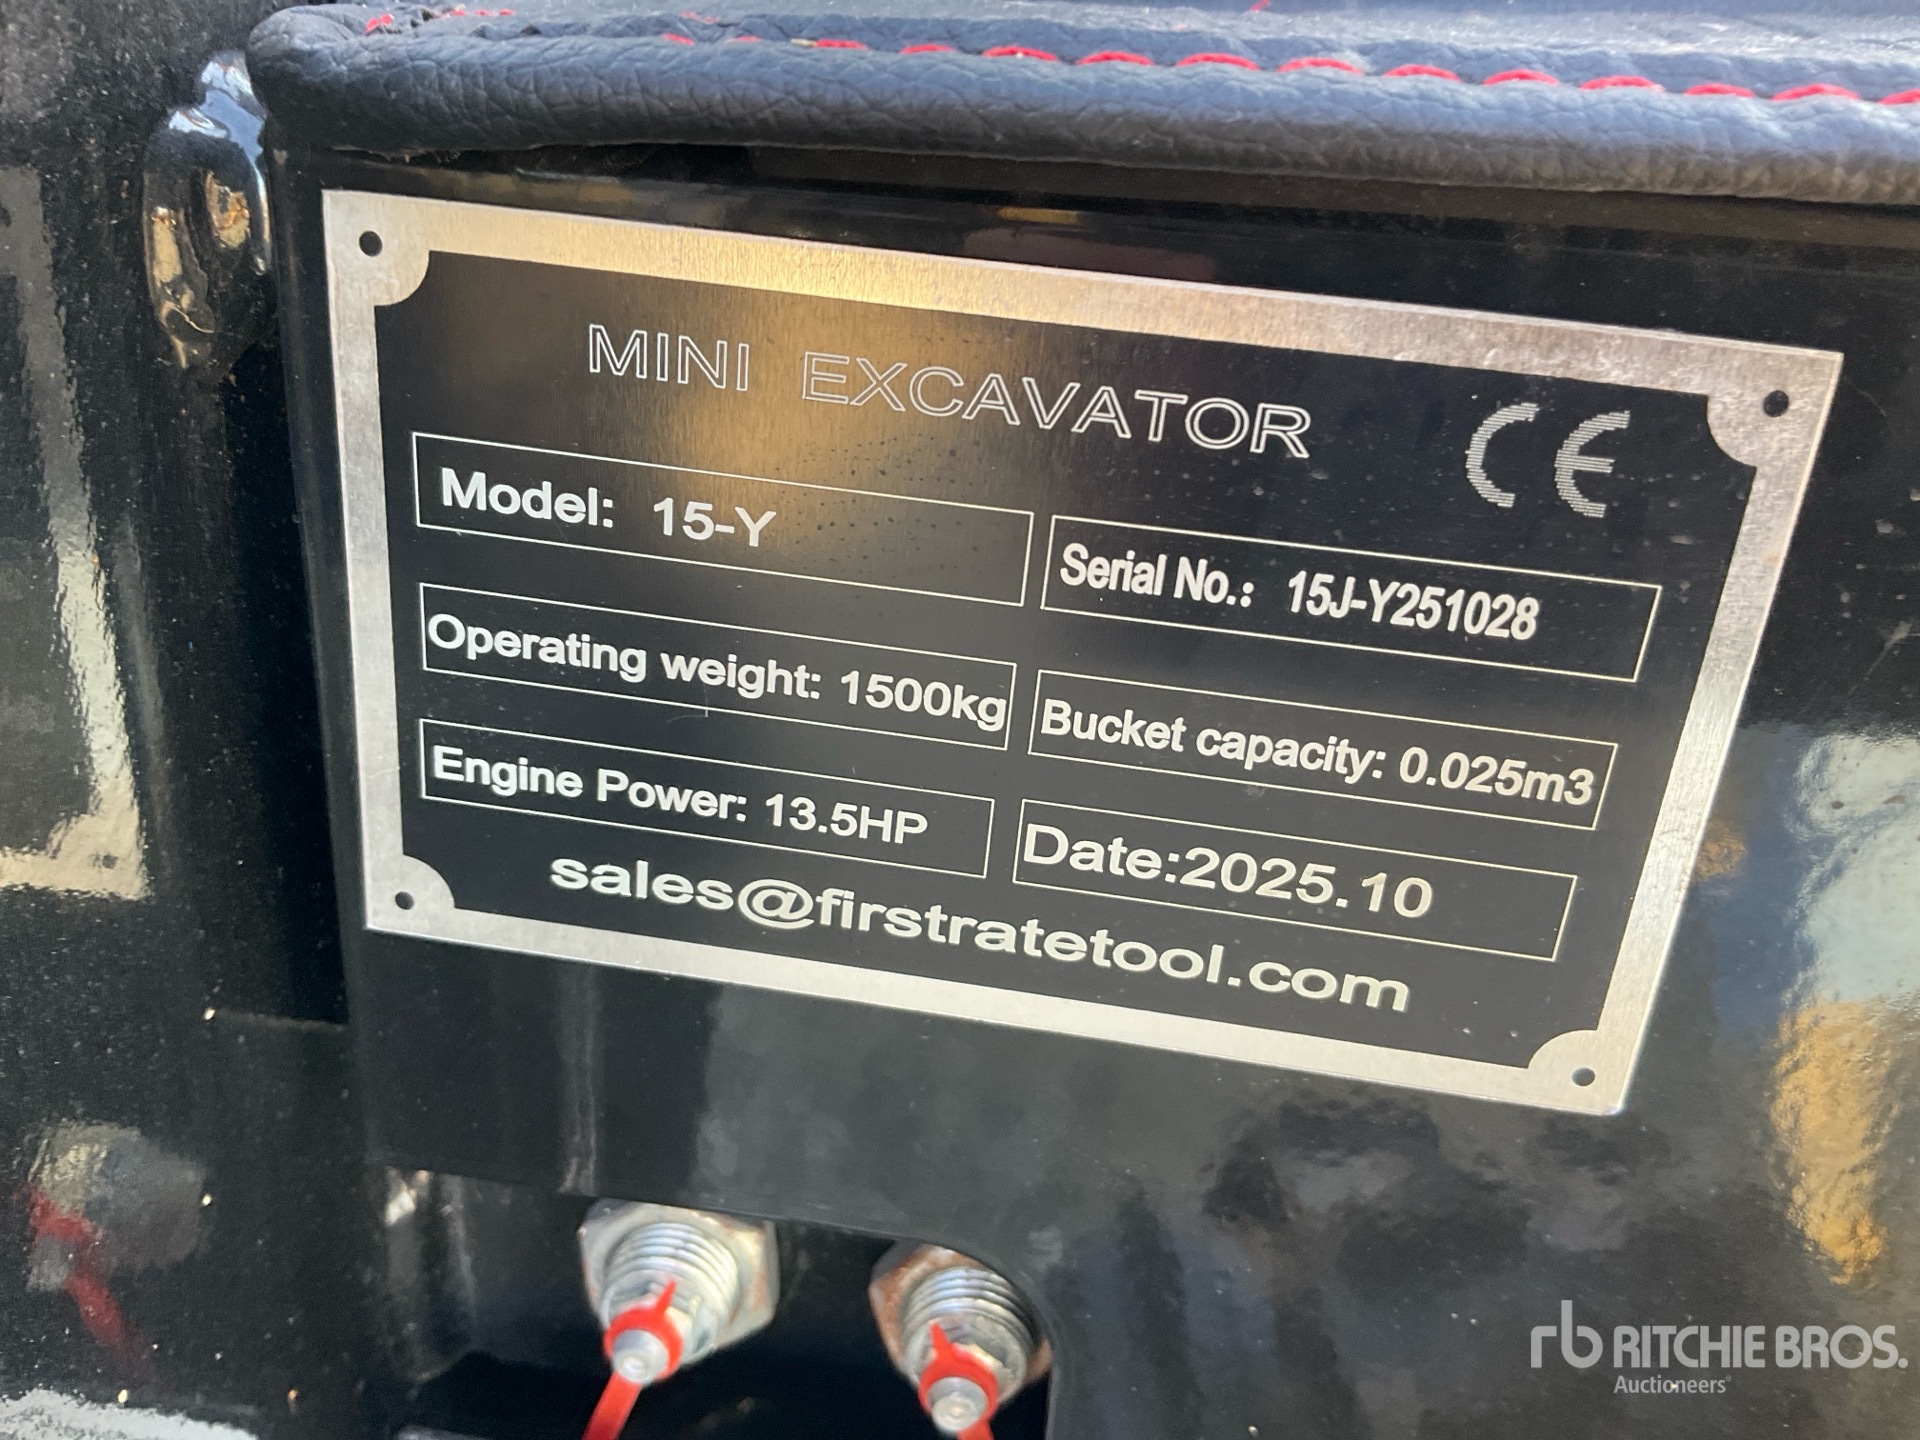 MINI EXCAVATOR
CE
Model: 15-Y
Serial No.: 15J-Y251028
Operating weight: 1500kg
Bucket capacity: 0.025m3
Engine Power: 13.5HP
Date:2025.10
sales@firstratetool.com
rb RITCHIE BROS.
Auctioneers